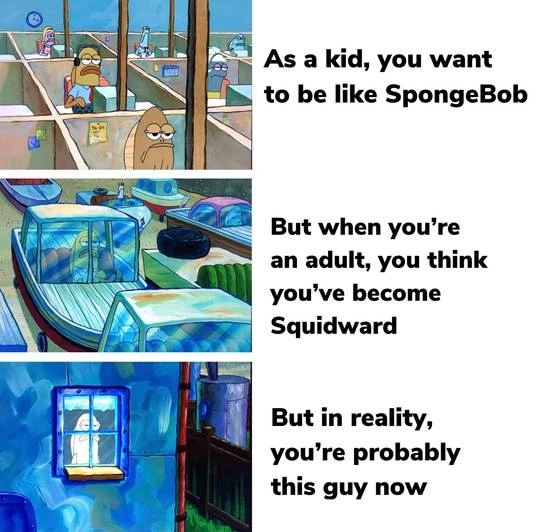 As a kid, you want
to be like SpongeBob
But when you’re
an adult, you think
you’ve become
Squidward
But in reality,
you’re probably
this guy now